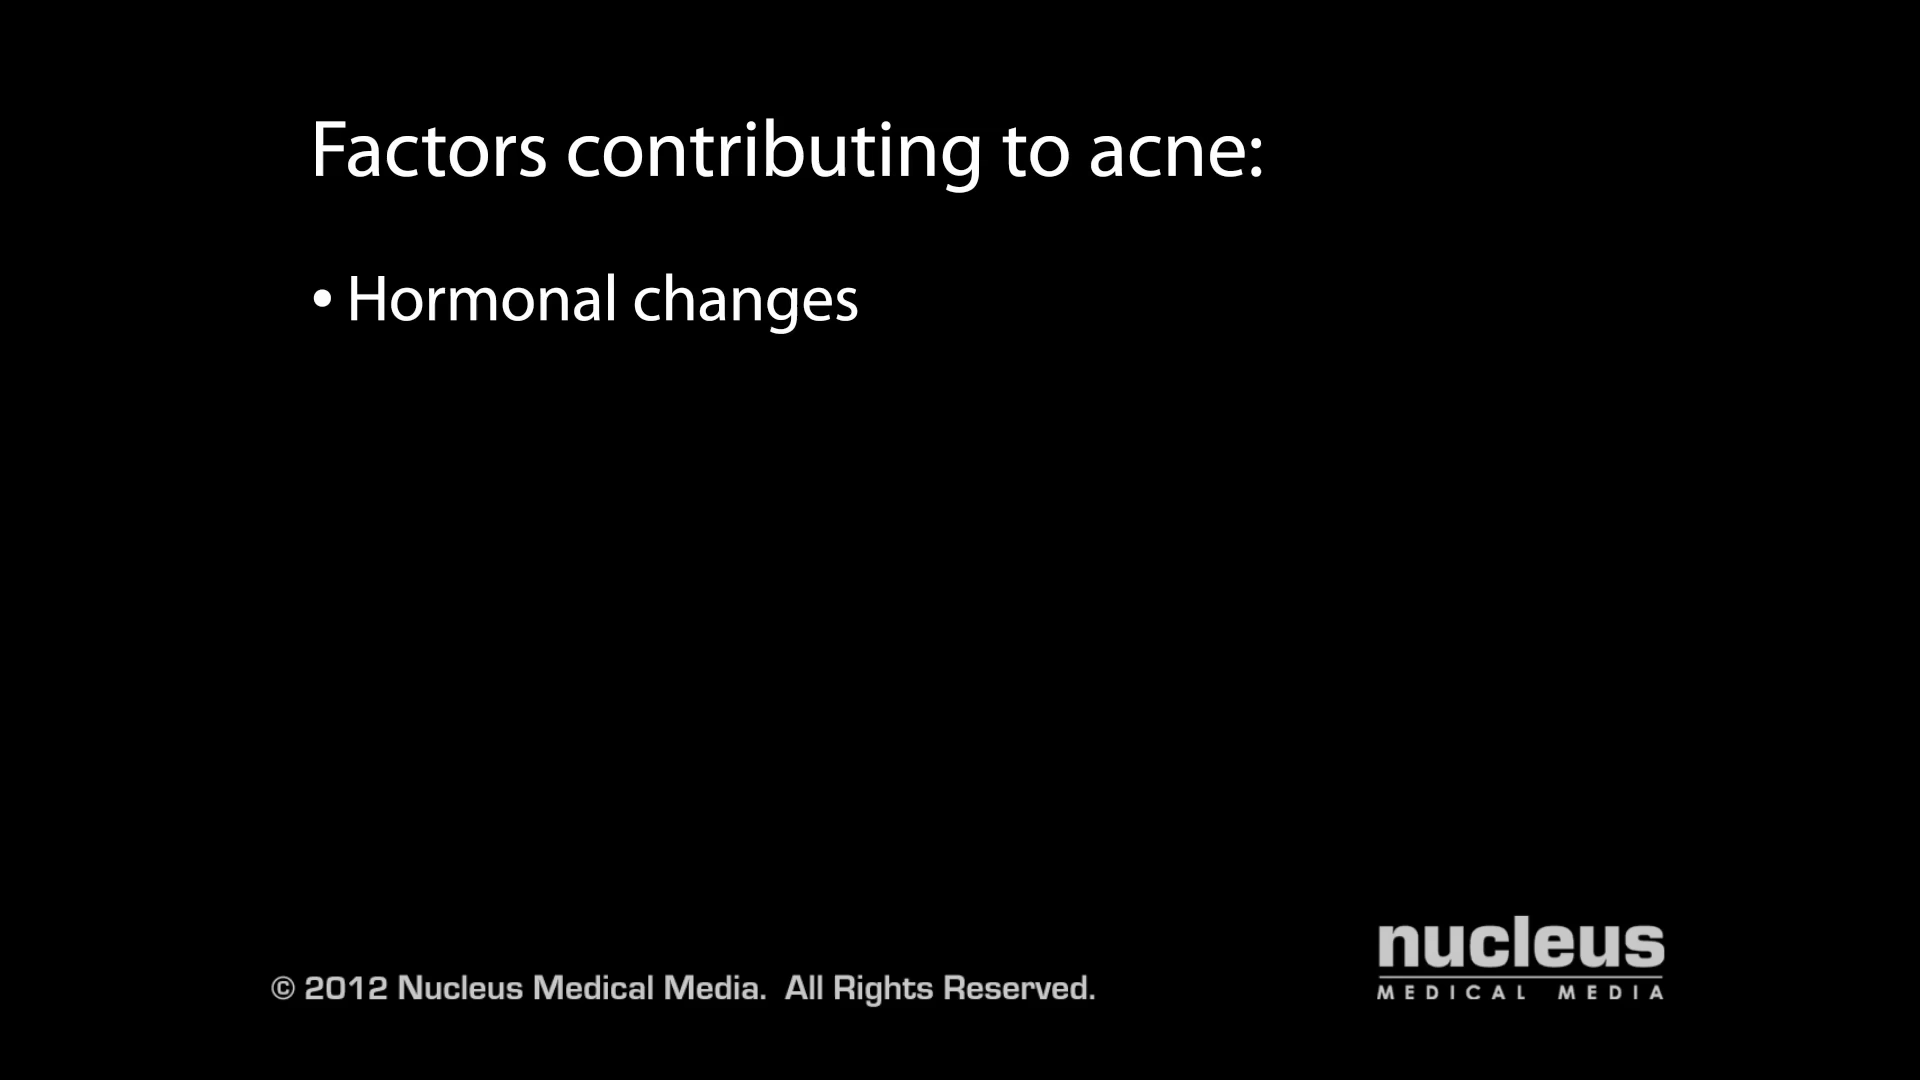 Factors contributing to acne:
• Hormonal changes
© 2012 Nucleus Medical Media.  All Rights Reserved.
nucleus
MEDICAL MEDIA